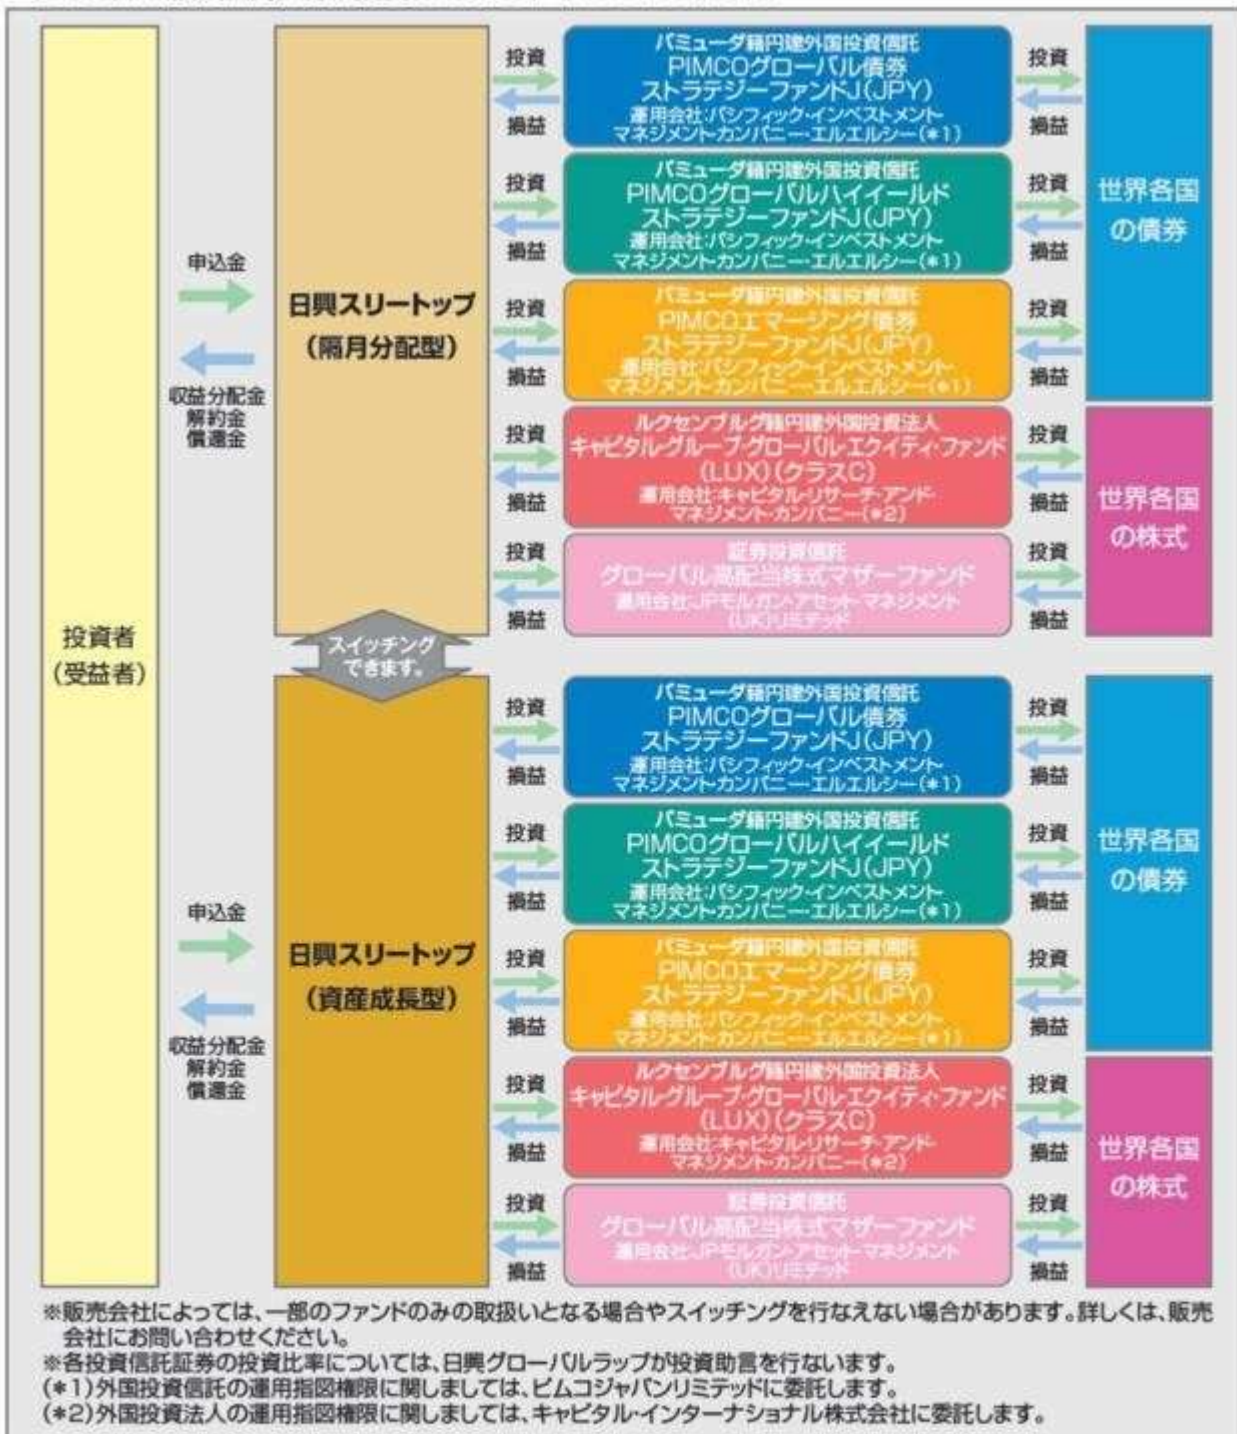 投資者
(受益者)
申込金
収益分配金
解約金
償還金
日興スリートップ
(隔月分配型)
投資
損益
バミューダ籍円建外国投資信託
PIMCOグローバル債券
ストラテジーファンドJ(JPY)
運用会社:パシフィック・インベストメント・
マネジメント・カンパニー・エルエルシー(*1)
投資
損益
投資
損益
バミューダ籍円建外国投資信託
PIMCOグローバルハイイールド
ストラテジーファンドJ(JPY)
運用会社:パシフィック・インベストメント・
マネジメント・カンパニー・エルエルシー(*1)
投資
損益
投資
損益
バミューダ籍円建外国投資信託
PIMCOエマージング債券
ストラテジーファンドJ(JPY)
運用会社:パシフィック・インベストメント・
マネジメント・カンパニー・エルエルシー(*1)
投資
損益
世界各国
の債券
投資
損益
ルクセンブルグ籍円建外国投資法人
キャピタル・グループ・グローバル・エクイティ・ファンド
(LUX)(クラスC)
運用会社:キャピタル・リサーチ・アンド・
マネジメント・カンパニー(*2)
投資
損益
投資
損益
証券投資信託
グローバル高配当株式マザーファンド
運用会社:JPモルガン・アセット・マネジメント
(UK)リミテッド
投資
損益
世界各国
の株式
スイッチング
できます。
申込金
収益分配金
解約金
償還金
日興スリートップ
(資産成長型)
投資
損益
バミューダ籍円建外国投資信託
PIMCOグローバル債券
ストラテジーファンドJ(JPY)
運用会社:パシフィック・インベストメント・
マネジメント・カンパニー・エルエルシー(*1)
投資
損益
投資
損益
バミューダ籍円建外国投資信託
PIMCOグローバルハイイールド
ストラテジーファンドJ(JPY)
運用会社:パシフィック・インベストメント・
マネジメント・カンパニー・エルエルシー(*1)
投資
損益
投資
損益
バミューダ籍円建外国投資信託
PIMCOエマージング債券
ストラテジーファンドJ(JPY)
運用会社:パシフィック・インベストメント・
マネジメント・カンパニー・エルエルシー(*1)
投資
損益
世界各国
の債券
投資
損益
ルクセンブルグ籍円建外国投資法人
キャピタル・グループ・グローバル・エクイティ・ファンド
(LUX)(クラスC)
運用会社:キャピタル・リサーチ・アンド・
マネジメント・カンパニー(*2)
投資
損益
投資
損益
証券投資信託
グローバル高配当株式マザーファンド
運用会社:JPモルガン・アセット・マネジメント
(UK)リミテッド
投資
損益
世界各国
の株式
※販売会社によっては、一部のファンドのみの取扱いとなる場合やスイッチングを行なえない場合があります。詳しくは、販売
会社にお問い合わせください。
※各投資信託証券の投資比率については、日興グローバルラップが投資助言を行ないます。
(*1)外国投資信託の運用指図権限に関しましては、ピムコジャパンリミテッドに委託します。
(*2)外国投資法人の運用指図権限に関しましては、キャピタル・インターナショナル株式会社に委託します。